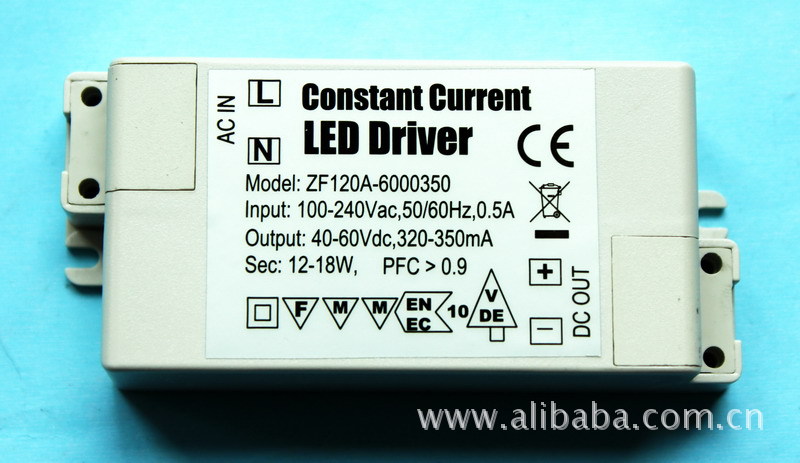 AC IN
L
N
Constant Current
LED Driver
CE
Model: ZF120A-6000350
Input: 100-240Vac,50/60Hz,0.5A
Output: 40-60Vdc,320-350mA
Sec: 12-18W, PFC > 0.9
F M M EN EC 10 V DE
+
−
DC OUT
www.alibaba.com.cn